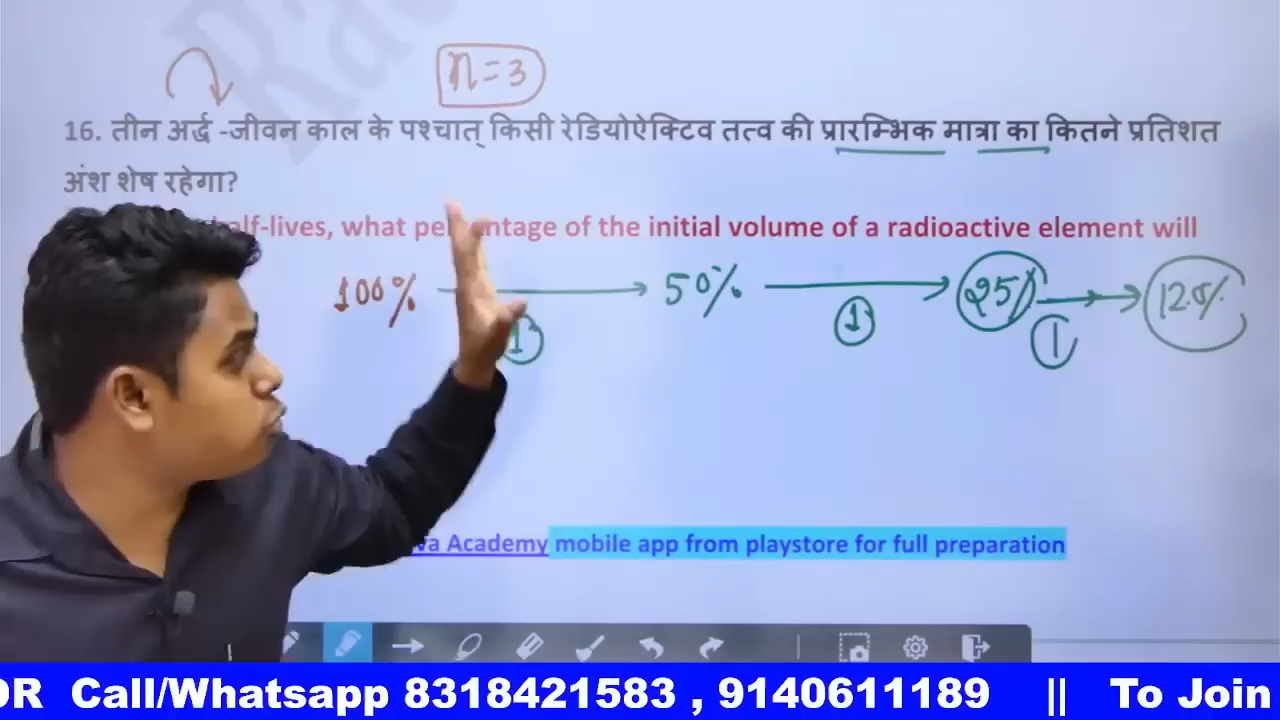 n=3
16. तीन अर्द्ध -जीवन काल के पश्चात् किसी रेडियोऐक्टिव तत्व की प्रारम्भिक मात्रा का कितने प्रतिशत
अंश शेष रहेगा?
half-lives, what percentage of the initial volume of a radioactive element will
100% 50% 25% 12.5%
1 1 1
Academy mobile app from playstore for full preparation
OR Call/Whatsapp 8318421583 , 9140611189 || To Join